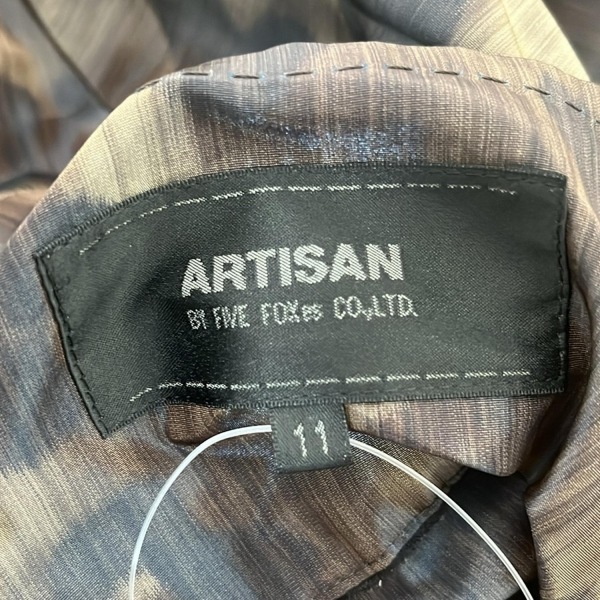 ARTISAN
BY FIVE FOXes CO.,LTD.
11